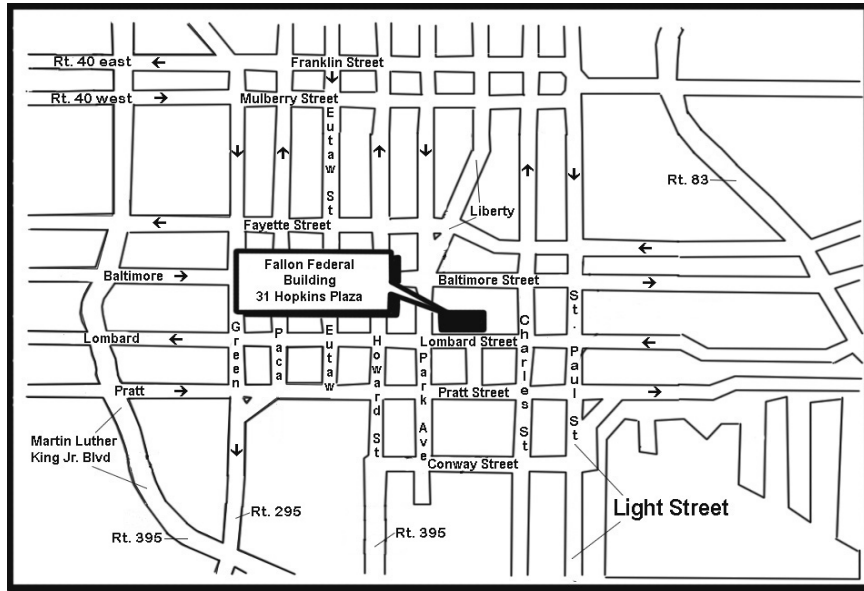 Rt. 40 east
Franklin Street
Rt. 40 west
Mulberry Street
Eutaw St
Rt. 83
Liberty
Fayette Street
Fallon Federal
Building
31 Hopkins Plaza
Baltimore
Baltimore Street
Green
Paca
Eutaw
Howard St
Park Ave
Charles St
St. Paul St
Lombard
Lombard Street
Pratt
Pratt Street
Martin Luther
King Jr. Blvd
Conway Street
Rt. 295
Light Street
Rt. 395
Rt. 395